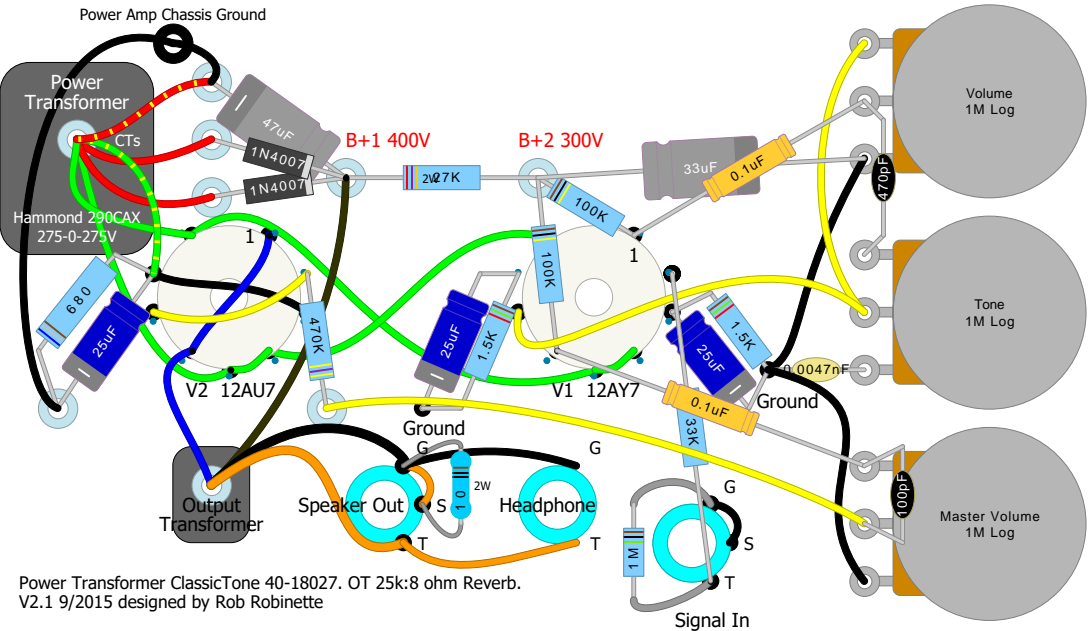 Power Amp Chassis Ground
Power
Transformer
CTs
Hammond 290CAX
275-0-275V
47uF
1N4007
1N4007
B+1 400V
2W
27K
B+2 300V
33uF
0.1uF
100K
100K
1
1
680
25uF
470K
V2 12AU7
25uF
1.5K
V1 12AY7
1.5K
25uF
Ground
Ground
0.0047nF
0.1uF
33K
Volume
1M Log
470pF
Tone
1M Log
100pF
Master Volume
1M Log
Output
Transformer
Speaker Out
G
S
T
10
2W
Headphone
G
T
1M
G
S
T
Signal In
Power Transformer ClassicTone 40-18027. OT 25k:8 ohm Reverb.
V2.1 9/2015 designed by Rob Robinette